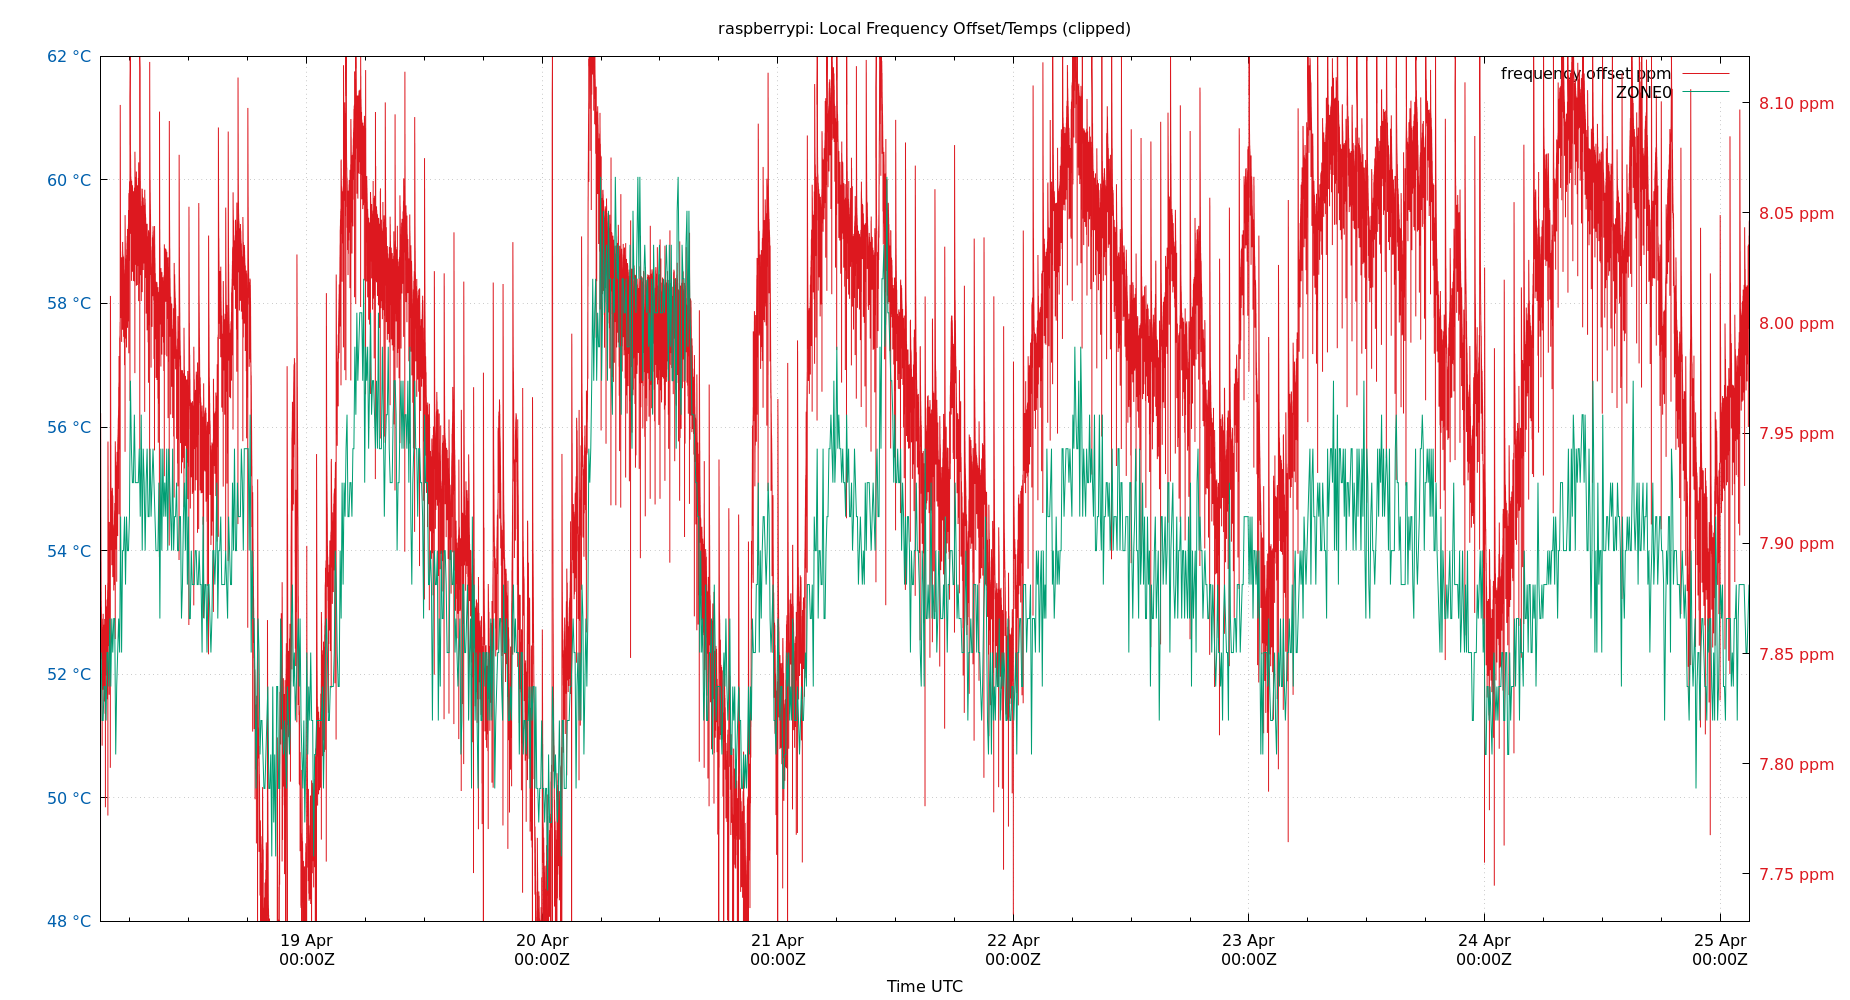 raspberrypi: Local Frequency Offset/Temps (clipped)
62 °C
60 °C
58 °C
56 °C
54 °C
52 °C
50 °C
48 °C
frequency offset ppm
ZONE0
8.10 ppm
8.05 ppm
8.00 ppm
7.95 ppm
7.90 ppm
7.85 ppm
7.80 ppm
7.75 ppm
19 Apr
00:00Z
20 Apr
00:00Z
21 Apr
00:00Z
22 Apr
00:00Z
23 Apr
00:00Z
24 Apr
00:00Z
25 Apr
00:00Z
Time UTC